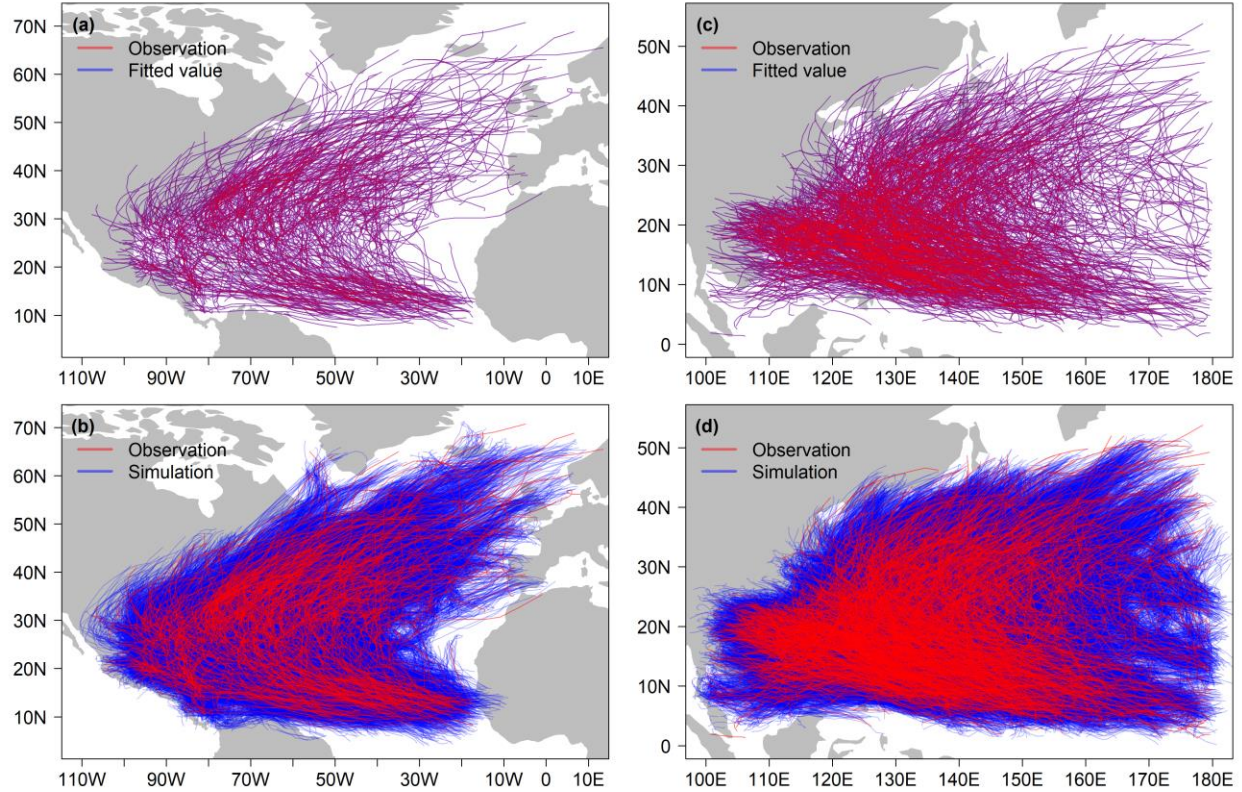 (a)
Observation
Fitted value
70N
60N
50N
40N
30N
20N
10N
110W 90W 70W 50W 30W 10W 0 10E
(c)
Observation
Fitted value
50N
40N
30N
20N
10N
0
100E 110E 120E 130E 140E 150E 160E 170E 180E
(b)
Observation
Simulation
70N
60N
50N
40N
30N
20N
10N
110W 90W 70W 50W 30W 10W 0 10E
(d)
Observation
Simulation
50N
40N
30N
20N
10N
0
100E 110E 120E 130E 140E 150E 160E 170E 180E